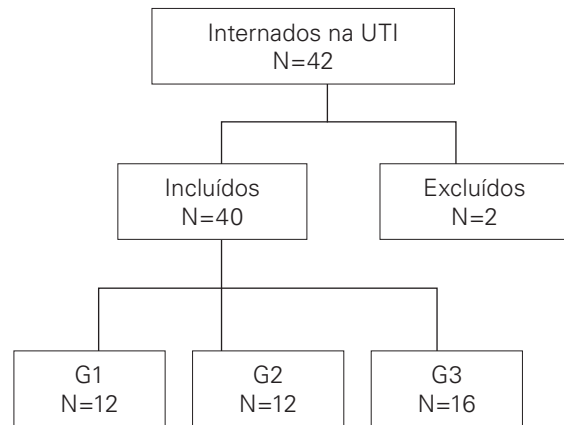 Internados na UTI
N=42
Incluídos
N=40
Excluídos
N=2
G1
N=12
G2
N=12
G3
N=16